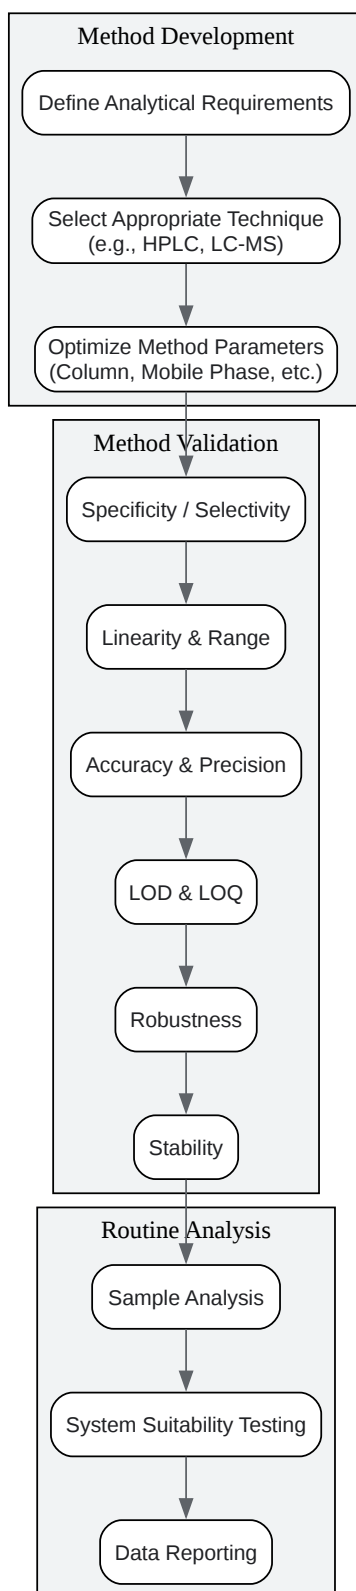 Method Development
Define Analytical Requirements
Select Appropriate Technique
(e.g., HPLC, LC-MS)
Optimize Method Parameters
(Column, Mobile Phase, etc.)
Method Validation
Specificity / Selectivity
Linearity & Range
Accuracy & Precision
LOD & LOQ
Robustness
Stability
Routine Analysis
Sample Analysis
System Suitability Testing
Data Reporting